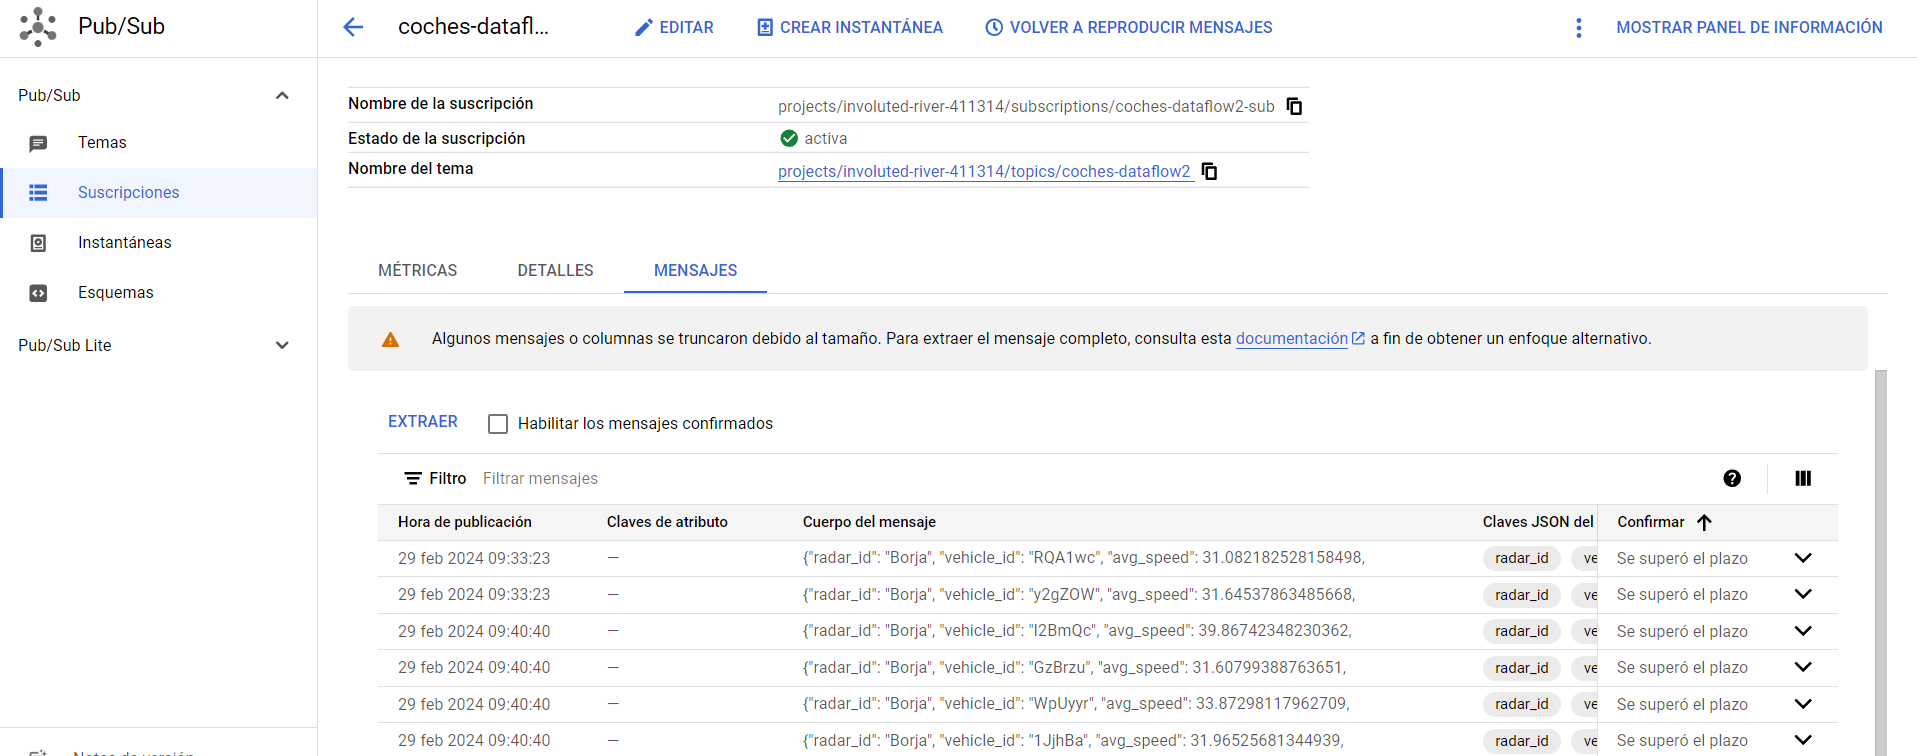 Pub/Sub
coches-datafl...
EDITAR
CREAR INSTANTÁNEA
VOLVER A REPRODUCIR MENSAJES
MOSTRAR PANEL DE INFORMACIÓN
Pub/Sub
Temas
Suscripciones
Instantáneas
Esquemas
Pub/Sub Lite
Notas de versión
Nombre de la suscripción projects/involuted-river-411314/subscriptions/coches-dataflow2-sub
Estado de la suscripción activa
Nombre del tema projects/involuted-river-411314/topics/coches-dataflow2
MÉTRICAS DETALLES MENSAJES
Algunos mensajes o columnas se truncaron debido al tamaño. Para extraer el mensaje completo, consulta esta documentación a fin de obtener un enfoque alternativo.
EXTRAER Habilitar los mensajes confirmados
Filtro Filtrar mensajes
Hora de publicación Claves de atributo Cuerpo del mensaje Claves JSON del Confirmar
29 feb 2024 09:33:23 — {"radar_id": "Borja", "vehicle_id": "RQA1wc", "avg_speed": 31.082182528158498, radar_id ve Se superó el plazo
29 feb 2024 09:33:23 — {"radar_id": "Borja", "vehicle_id": "y2gZOW", "avg_speed": 31.64537863485668, radar_id ve Se superó el plazo
29 feb 2024 09:40:40 — {"radar_id": "Borja", "vehicle_id": "I2BmQc", "avg_speed": 39.86742348230362, radar_id ve Se superó el plazo
29 feb 2024 09:40:40 — {"radar_id": "Borja", "vehicle_id": "GzBrzu", "avg_speed": 31.60799388763651, radar_id ve Se superó el plazo
29 feb 2024 09:40:40 — {"radar_id": "Borja", "vehicle_id": "WpUyyr", "avg_speed": 33.87298117962709, radar_id ve Se superó el plazo
29 feb 2024 09:40:40 — {"radar_id": "Borja", "vehicle_id": "1JjhBa", "avg_speed": 31.96525681344939, radar_id ve Se superó el plazo